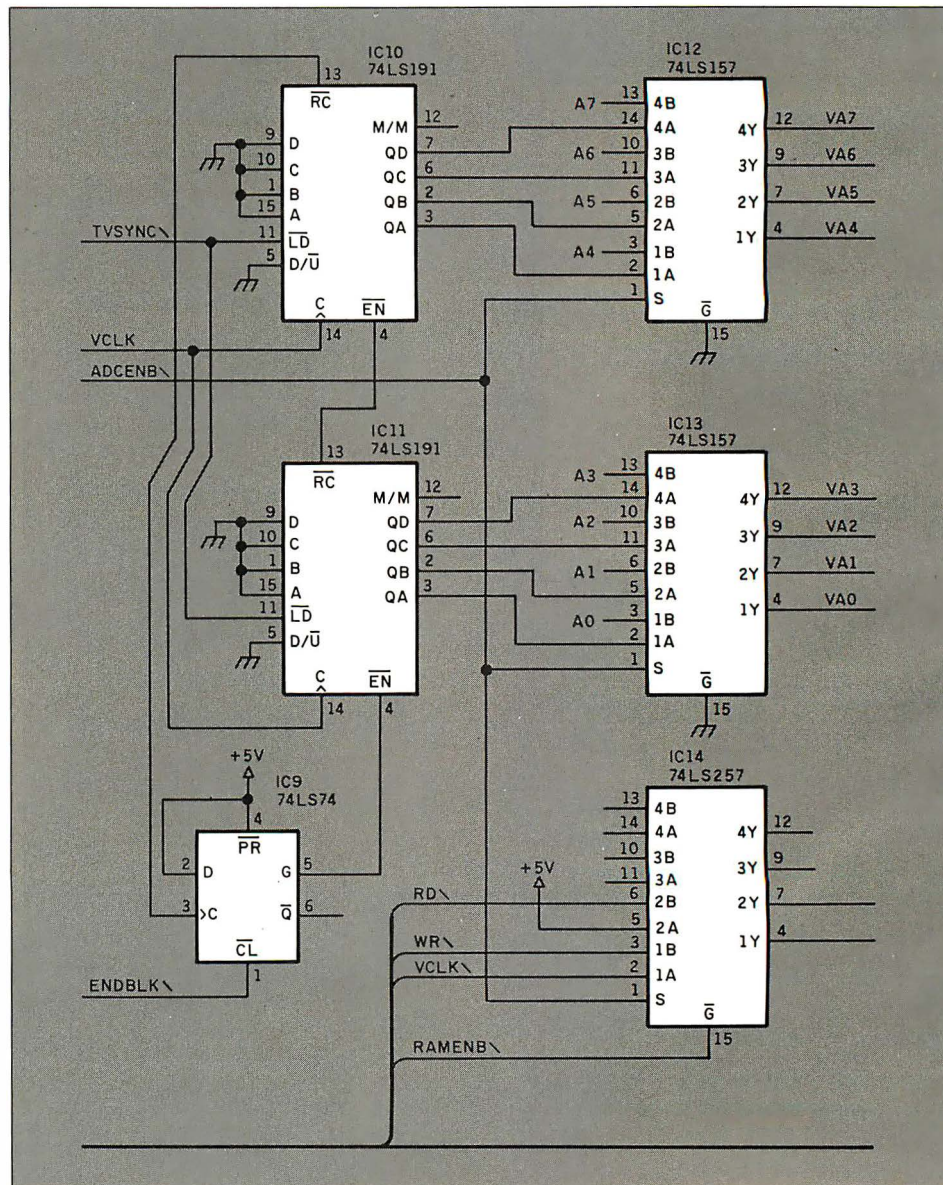 IC10
74LS191
13
RC
M/M 12
9 D
QD 7
10 C
QC 6
1 B
QB 2
15 A
QA 3
TVSYNC\ 11 LD
5 D/U
C
EN
14
4
VCLK
ADCENB\
IC12
74LS157
A7 13 4B
14 4A
4Y 12 VA7
A6 10 3B
11 3A
3Y 9 VA6
A5 6 2B
5 2A
2Y 7 VA5
A4 3 1B
2 1A
1Y 4 VA4
1 S
G
15
IC11
74LS191
13
RC
M/M 12
9 D
QD 7
10 C
QC 6
1 B
QB 2
15 A
QA 3
11 LD
5 D/U
C
EN
14
4
IC13
74LS157
A3 13 4B
14 4A
4Y 12 VA3
A2 10 3B
11 3A
3Y 9 VA2
A1 6 2B
5 2A
2Y 7 VA1
A0 3 1B
2 1A
1Y 4 VA0
1 S
G
15
+5V
IC9
74LS74
4
PR
2 D
G 5
3 C
Q 6
CL
1
ENDBLK\
IC14
74LS257
13 4B
14 4A
4Y 12
10 3B
11 3A
3Y 9
+5V
RD\ 6 2B
5 2A
2Y 7
WR\ 3 1B
VCLK\ 2 1A
1Y 4
1 S
G
15
RAMENB\